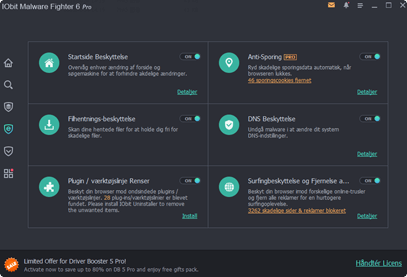 IObit Malware Fighter 6 Pro
Startside Beskyttelse
ON
Overvåg enhver ændring af forside og
søgemaskine for at forhindre skadelige ændringer.
Detaljer
Anti-Sporing PRO
ON
Ryd skadelige sporingsdata automatisk, når
browseren lukkes.
46 sporingscookies fjernet
Detaljer
Filhentnings-beskyttelse
ON
Skan dine hentede filer for at holde dig fri for
skadelige filer.
DNS Beskyttelse
ON
Undgå malware i at ændre dit system
DNS-indstillinger.
Detaljer
Plugin / værktøjslinje Renser
ON
Beskyt din browser mod ondsindede plugins /
værktøjslinjer. 28 plug-ins/værktøjslinjer er blevet
fundet. Please install IObit Uninstaller to remove
the unwanted items.
Install
Surfingbeskyttelse og Fjernelse a...
ON
Beskyt din browser imod forskellige online-trusler
og fjern alle reklamer for en hurtigere
surfingoplevelse.
3262 skadelige sider & reklamer blokeret
Detaljer
Limited Offer for Driver Booster 5 Pro!
Activate now to save up to 80% on DB 5 Pro and enjoy free gifts pack.
Håndtér Licens